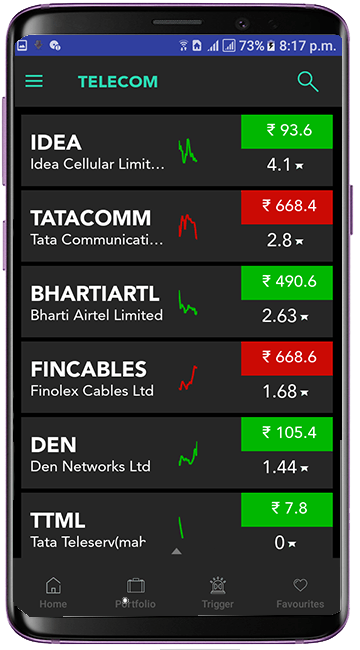 73% 8:17 p.m.
TELECOM
IDEA
₹ 93.6
Idea Cellular Limit...
4.1
TATACOMM
₹ 668.4
Tata Communicati...
2.8
BHARTIARTL
₹ 490.6
Bharti Airtel Limited
2.63
FINCABLES
₹ 668.6
Finolex Cables Ltd
1.68
DEN
₹ 105.4
Den Networks Ltd
1.44
TTML
₹ 7.8
Tata Teleserv(mah
0
Home Portfolio Trigger Favourites